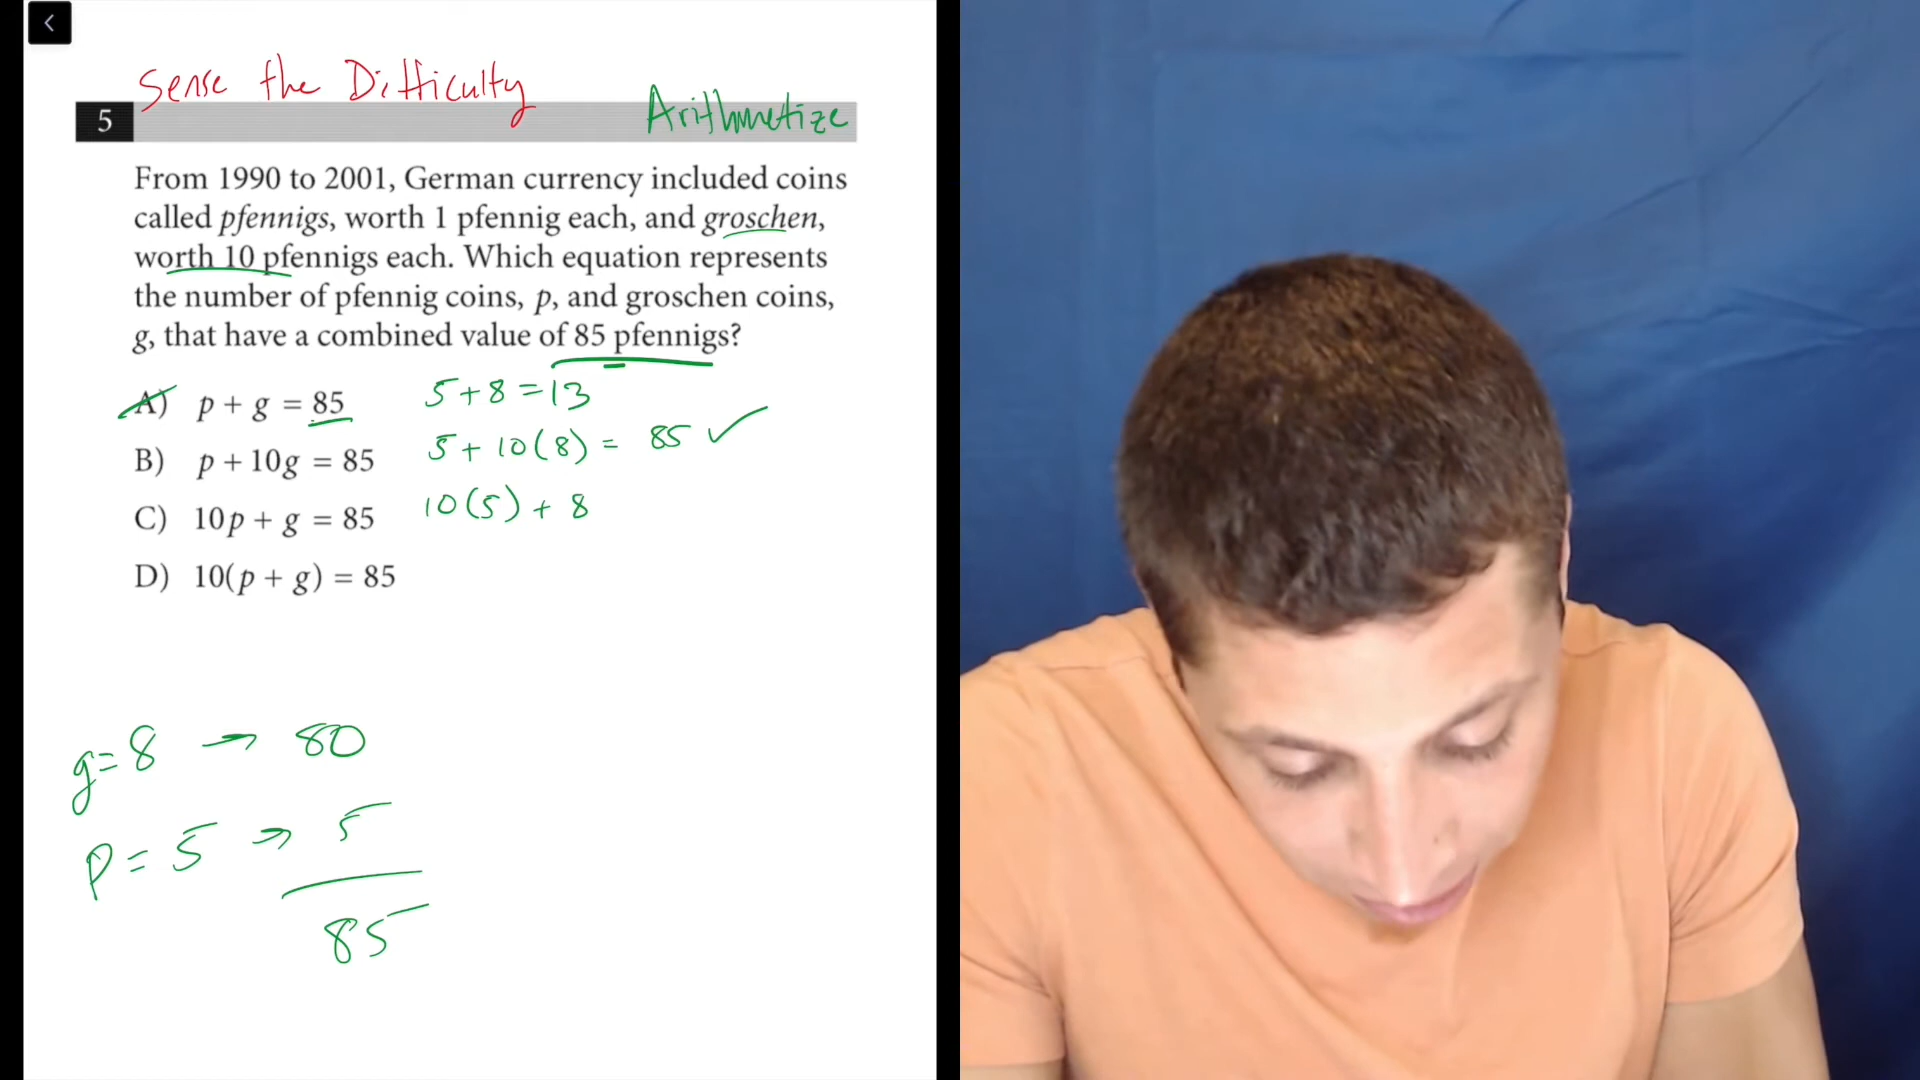 Sense the Difficulty
Arithmetize
5
From 1990 to 2001, German currency included coins
called pfennigs, worth 1 pfennig each, and groschen,
worth 10 pfennigs each. Which equation represents
the number of pfennig coins, p, and groschen coins,
g, that have a combined value of 85 pfennigs?
A) p + g = 85
5 + 8 = 13
B) p + 10g = 85
5 + 10(8) = 85 ✓
C) 10p + g = 85
10(5) + 8
D) 10(p + g) = 85
g = 8 → 80
p = 5 → 5
85